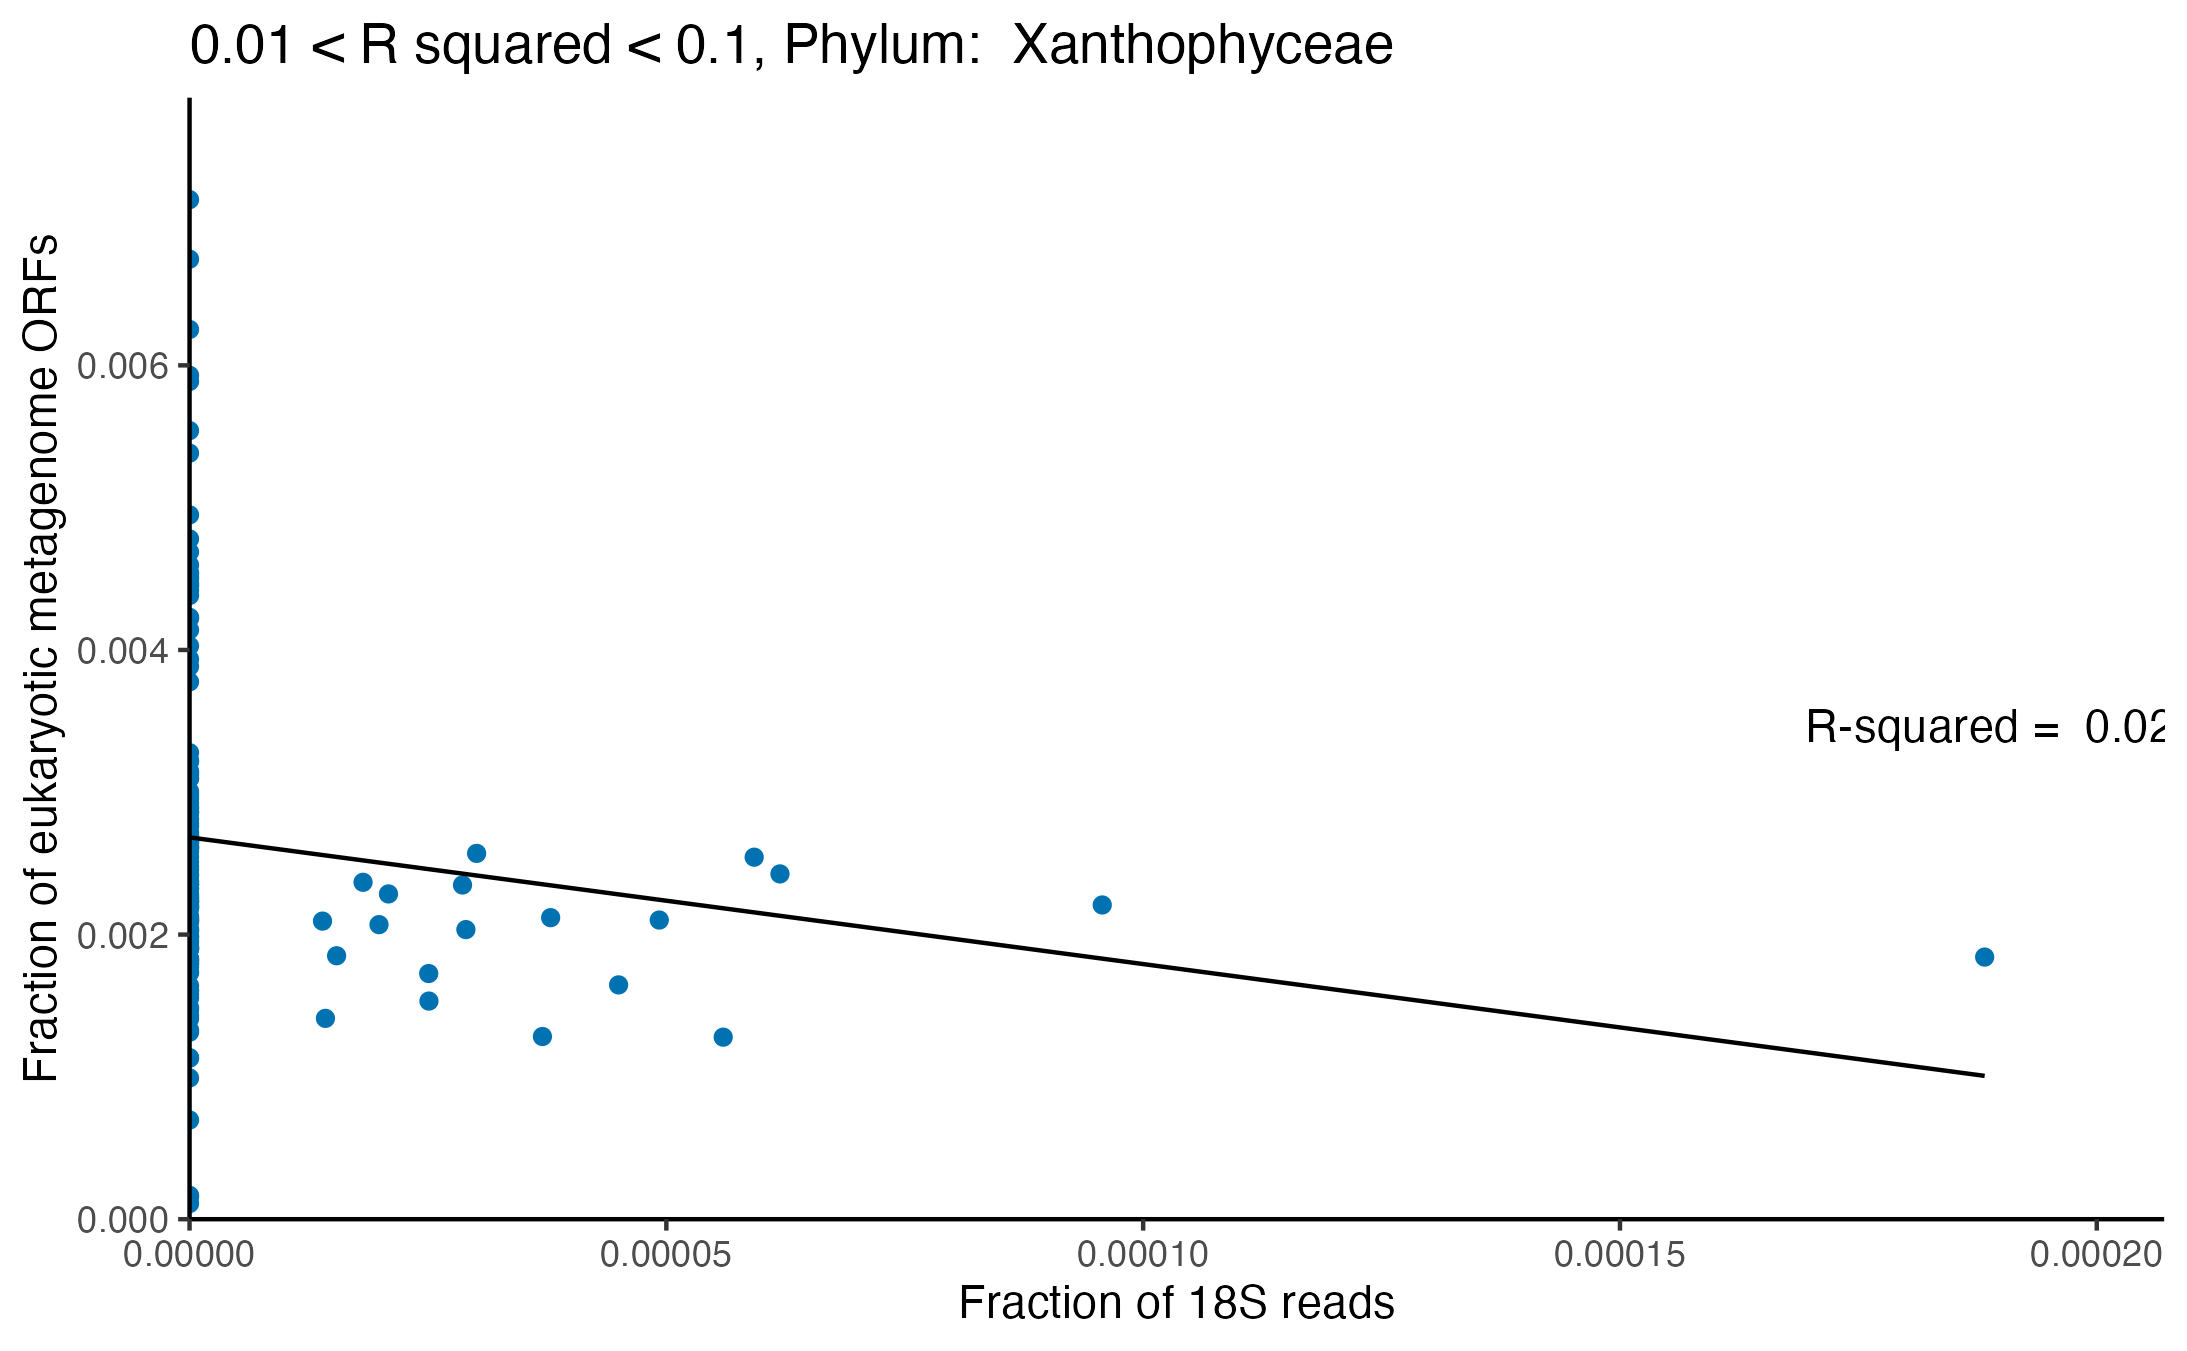 0.01 < R squared < 0.1, Phylum:  Xanthophyceae
Fraction of eukaryotic metagenome ORFs
0.006
0.004
0.002
0.000
R-squared =  0.02
0.00000
0.00005
0.00010
0.00015
0.00020
Fraction of 18S reads